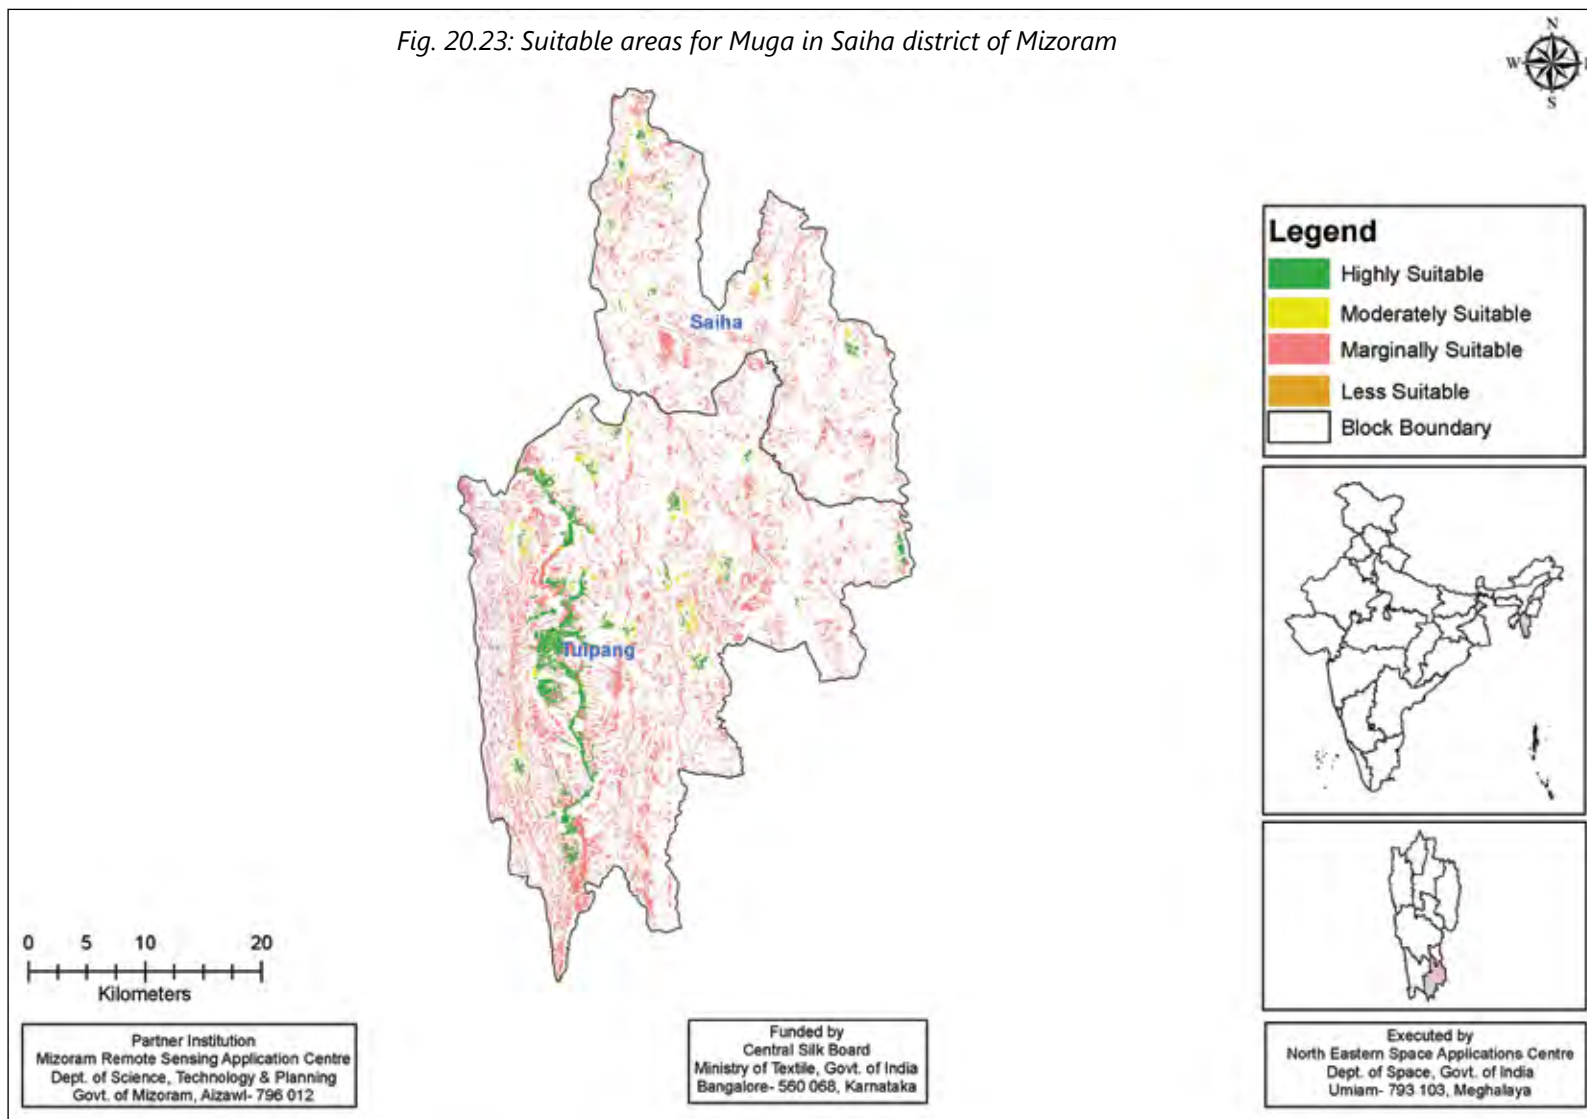 Fig. 20.23: Suitable areas for Muga in Saiha district of Mizoram
N
W
S
Legend
Highly Suitable
Moderately Suitable
Marginally Suitable
Less Suitable
Block Boundary
Saiha
Tuipang
0 5 10 20
Kilometers
Partner Institution
Mizoram Remote Sensing Application Centre
Dept. of Science, Technology & Planning
Govt. of Mizoram, Aizawl- 796 012
Funded by
Central Silk Board
Ministry of Textile, Govt. of India
Bangalore- 560 068, Karnataka
Executed by
North Eastern Space Applications Centre
Dept. of Space, Govt. of India
Umiam- 793 103, Meghalaya